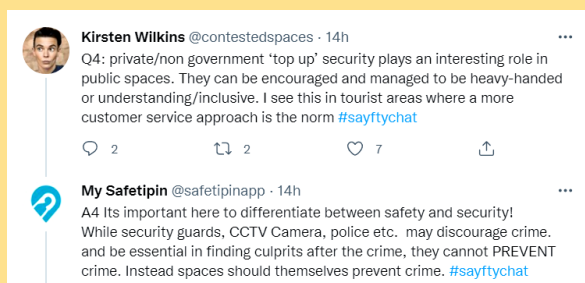 Kirsten Wilkins @contestedspaces · 14h
Q4: private/non government ‘top up’ security plays an interesting role in
public spaces. They can be encouraged and managed to be heavy-handed
or understanding/inclusive. I see this in tourist areas where a more
customer service approach is the norm #sayftychat
2 2 7
My Safetipin @safetipinapp · 14h
A4 Its important here to differentiate between safety and security!
While security guards, CCTV Camera, police etc.  may discourage crime.
and be essential in finding culprits after the crime, they cannot PREVENT
crime. Instead spaces should themselves prevent crime. #sayftychat